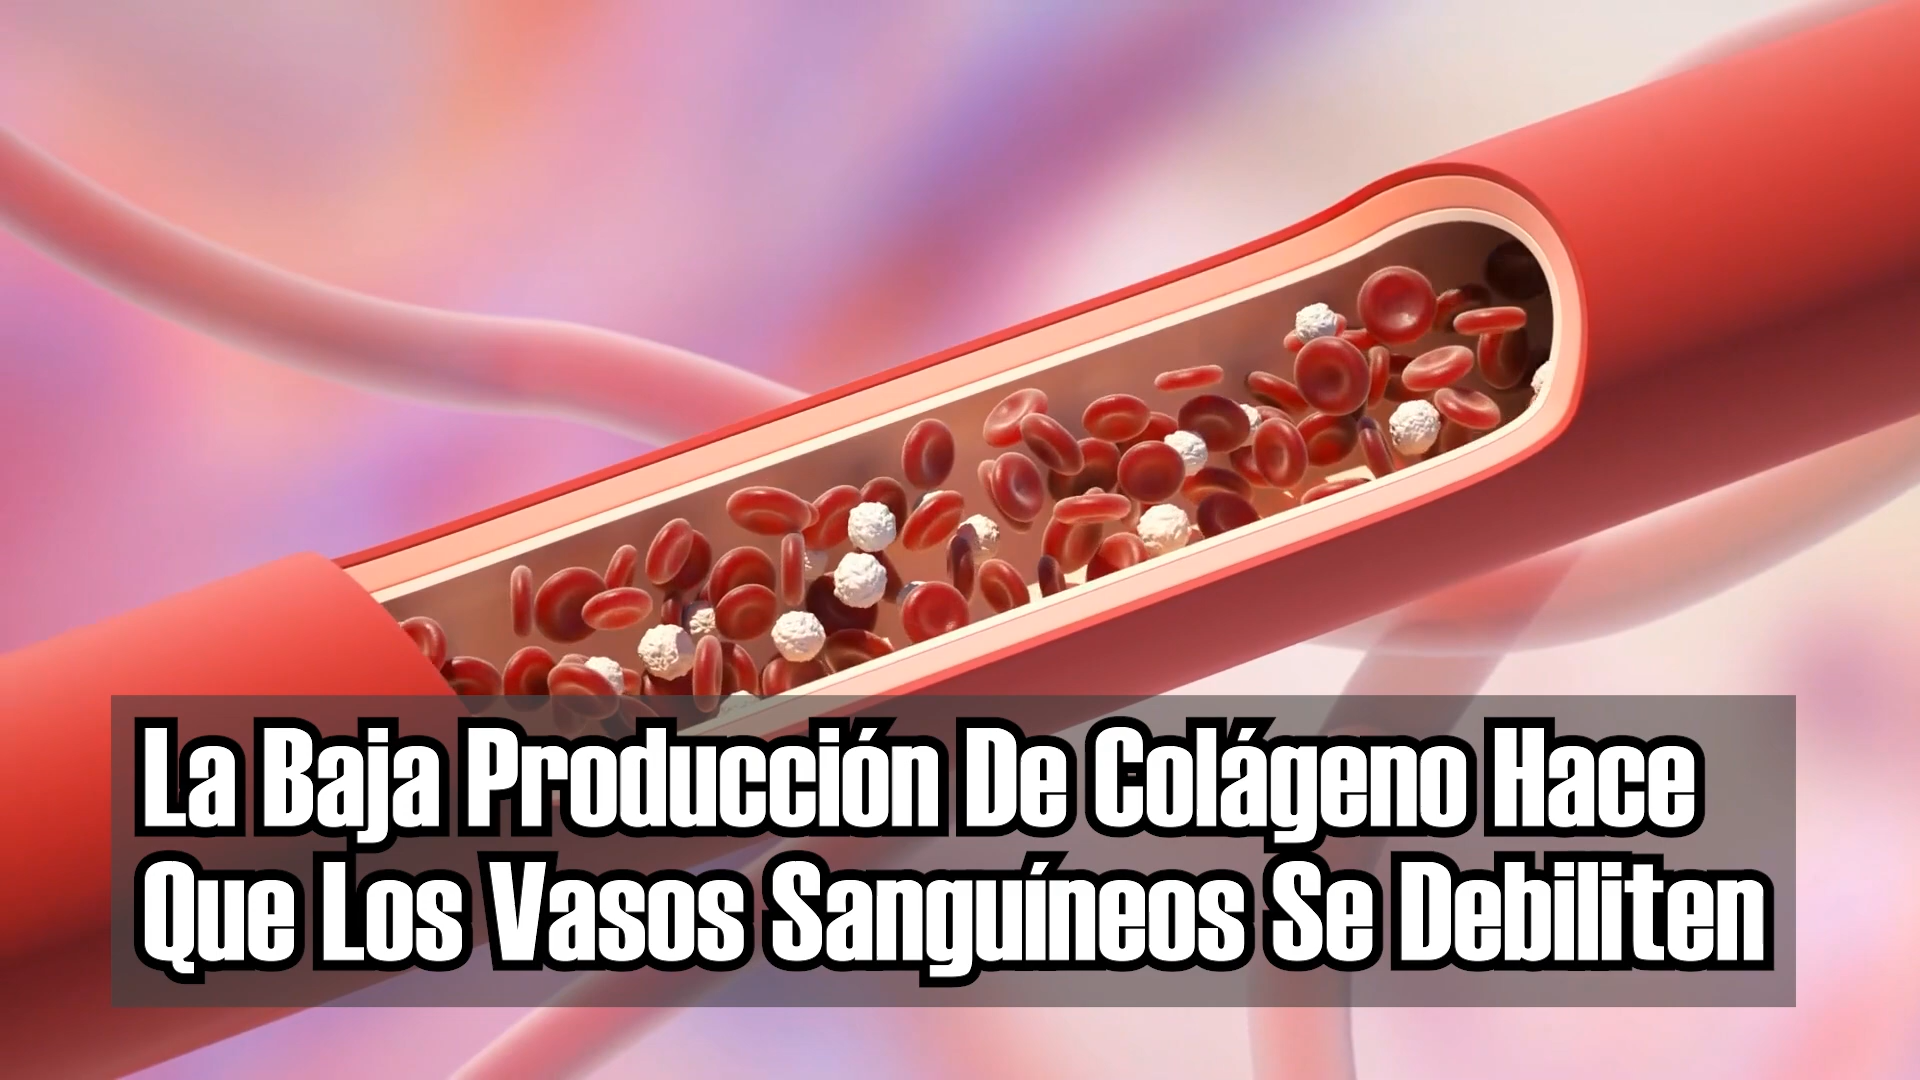 La Baja Producción De Colágeno Hace
Que Los Vasos Sanguíneos Se Debiliten